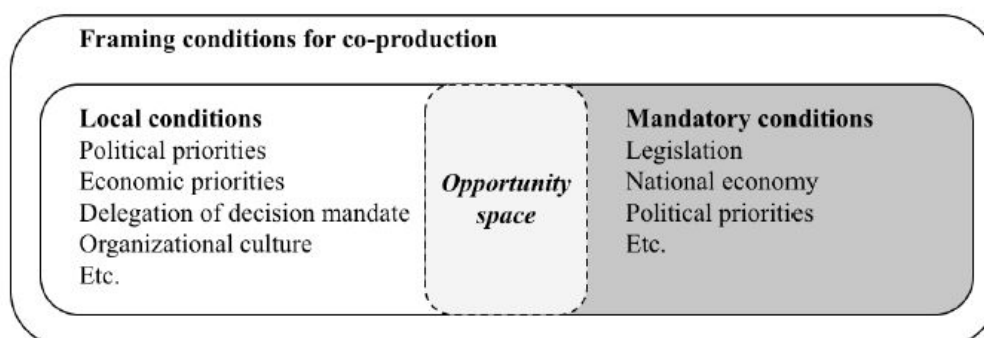 Framing conditions for co-production
Local conditions
Political priorities
Economic priorities
Delegation of decision mandate
Organizational culture
Etc.
Opportunity
space
Mandatory conditions
Legislation
National economy
Political priorities
Etc.